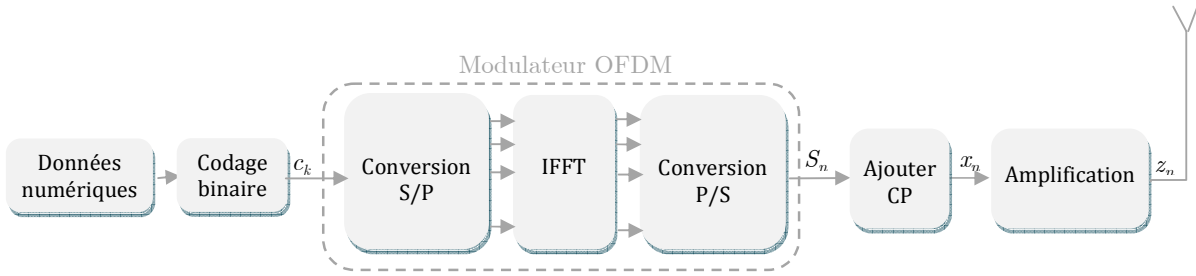 Modulateur OFDM
Données
numériques
Codage
binaire
c_k
Conversion
S/P
IFFT
Conversion
P/S
S_n
Ajouter
CP
x_n
Amplification
z_n